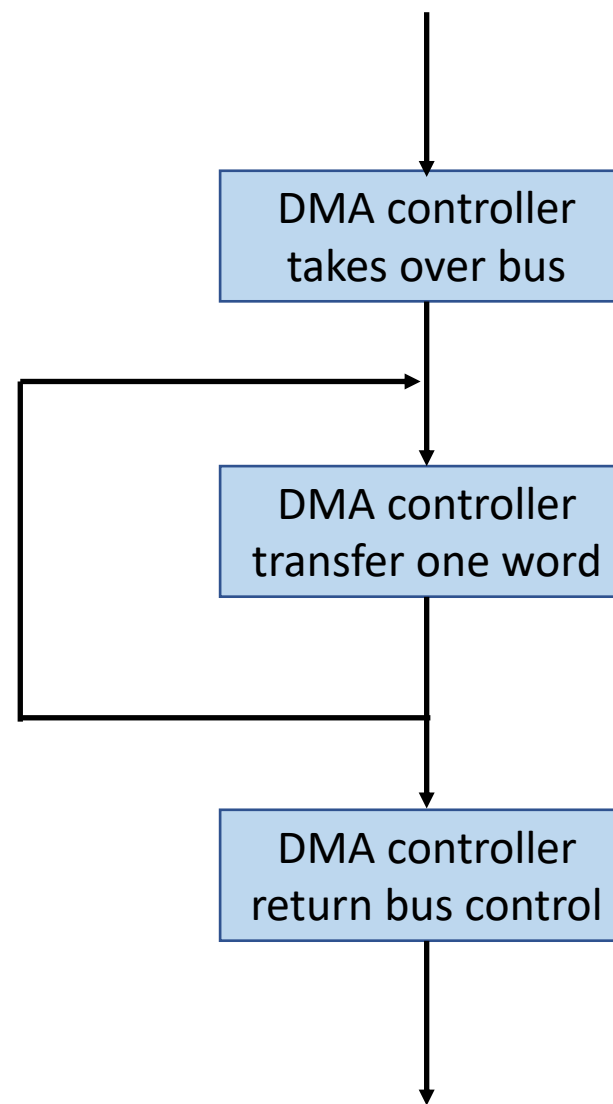 DMA controller
takes over bus
DMA controller
transfer one word
DMA controller
return bus control